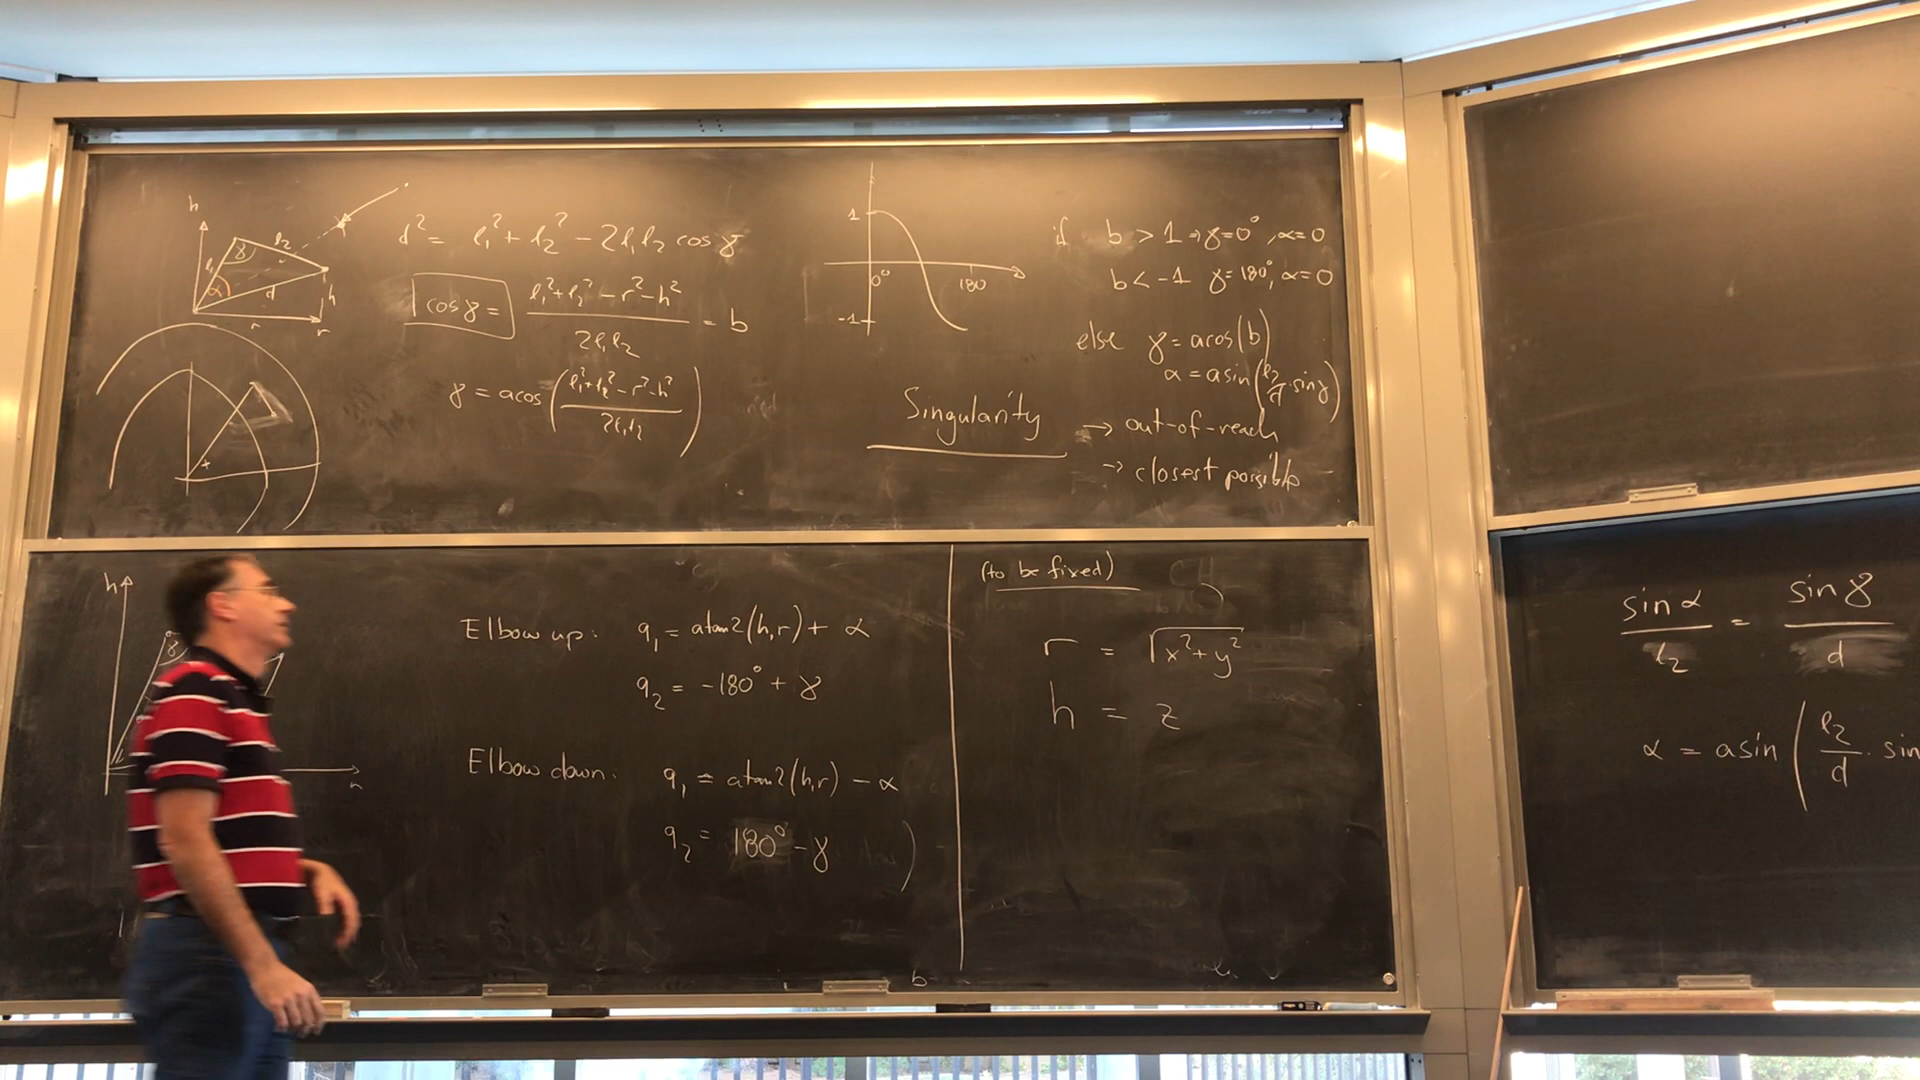 h
l₁
γ
l₂
α
d
h
r
r
d² = l₁² + l₂² - 2l₁l₂ cos γ
cos γ = (l₁² + l₂² - r² - h²) / (2l₁l₂) = b
γ = acos((l₁² + l₂² - r² - h²) / (2l₁l₂))
1
0°
180
-1
Singularity
if b > 1 → γ = 0°, α = 0
b < -1 γ = 180°, α = 0
else γ = acos(b)
α = asin(l₂/d · sin γ)
→ out-of-reach
→ closest possible
h
γ
Elbow up: q₁ = atan2(h,r) + α
q₂ = -180° + γ
Elbow down: q₁ = atan2(h,r) - α
q₂ = 180° - γ
(to be fixed)
r = √(x² + y²)
h = z
sin α / l₂ = sin γ / d
α = asin(l₂/d · sin